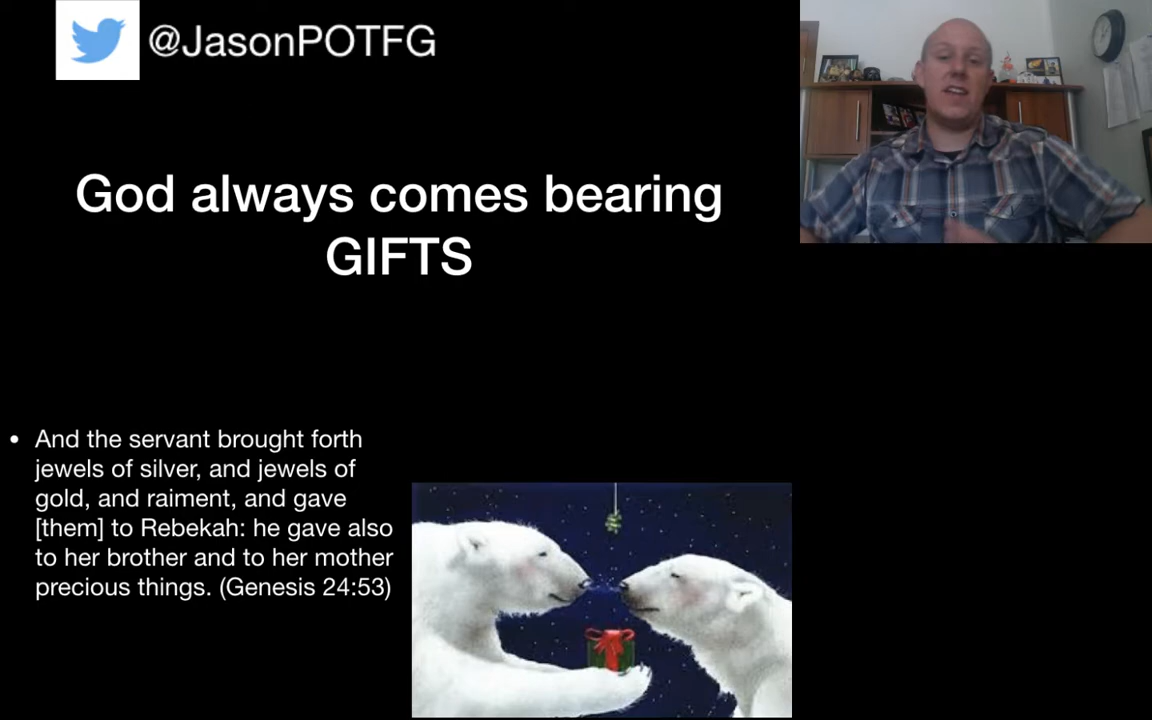 @JasonPOTFG
God always comes bearing
GIFTS
• And the servant brought forth
jewels of silver, and jewels of
gold, and raiment, and gave
[them] to Rebekah: he gave also
to her brother and to her mother
precious things. (Genesis 24:53)